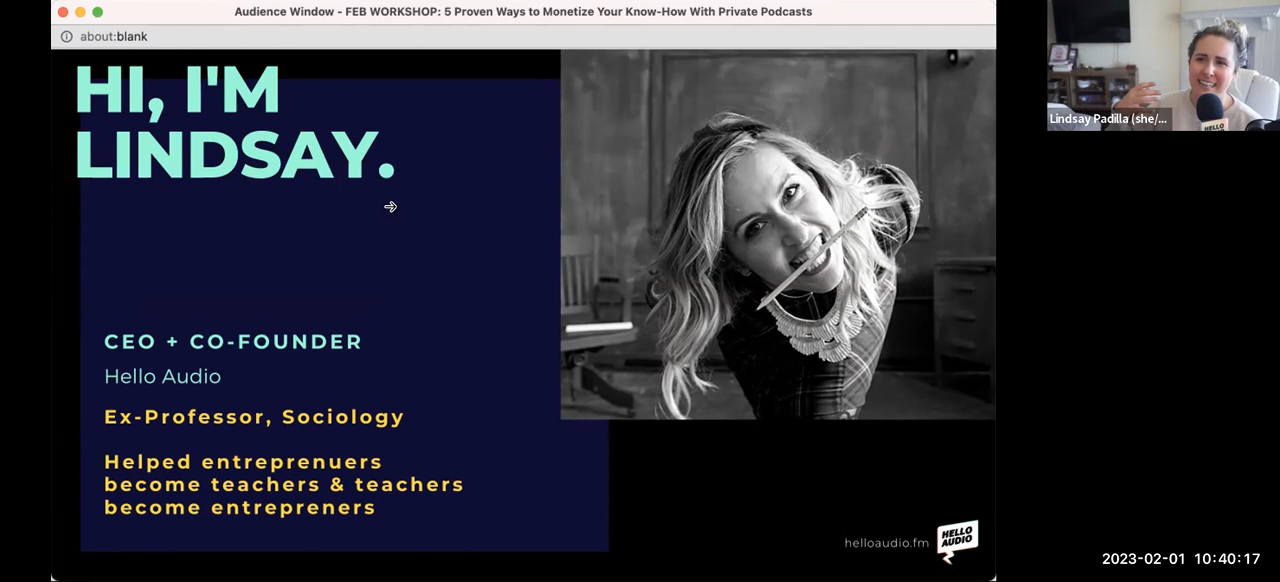 Audience Window - FEB WORKSHOP: 5 Proven Ways to Monetize Your Know-How With Private Podcasts
about:blank
HI, I'M
LINDSAY.
CEO + CO-FOUNDER
Hello Audio
Ex-Professor, Sociology
Helped entreprenuers
become teachers & teachers
become entrepreners
helloaudio.fm
HELLO
AUDIO
Lindsay Padilla (she/...
HELLO
2023-02-01 10:40:17